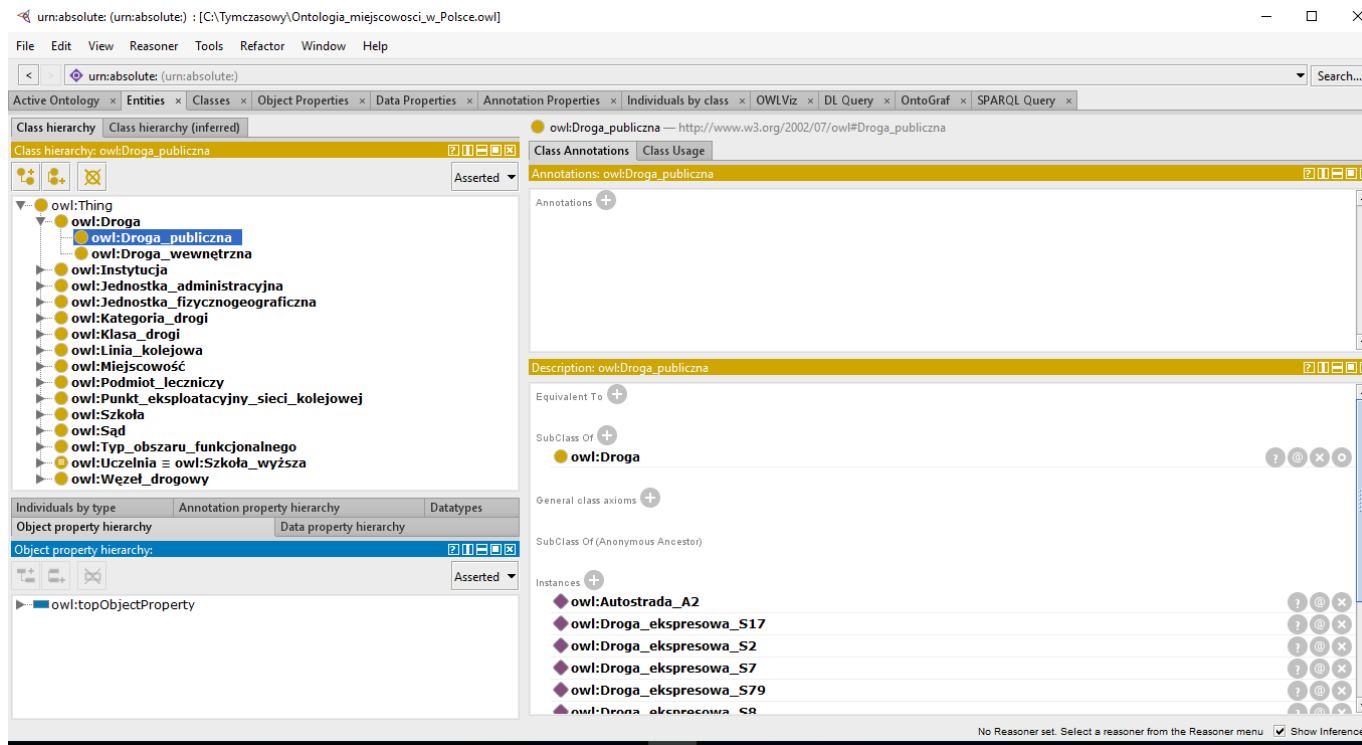 urn:absolute: (urn:absolute:) : [C:\Tymczasowy\Ontologia_miejscowosci_w_Polsce.owl]
File Edit View Reasoner Tools Refactor Window Help
< > urn:absolute: (urn:absolute:) Search...
Active Ontology × Entities × Classes × Object Properties × Data Properties × Annotation Properties × Individuals by class × OWLViz × DL Query × OntoGraf × SPARQL Query ×
Class hierarchy Class hierarchy (inferred)
Class hierarchy: owl:Droga_publiczna
Asserted
owl:Thing
owl:Droga
owl:Droga_publiczna
owl:Droga_wewnętrzna
owl:Instytucja
owl:Jednostka_administracyjna
owl:Jednostka_fizycznogeograficzna
owl:Kategoria_drogi
owl:Klasa_drogi
owl:Linia_kolejowa
owl:Miejscowość
owl:Podmiot_leczniczy
owl:Punkt_eksploatacyjny_sieci_kolejowej
owl:Szkoła
owl:Sąd
owl:Typ_obszaru_funkcjonalnego
owl:Uczelnia ≡ owl:Szkoła_wyższa
owl:Węzeł_drogowy
Individuals by type Annotation property hierarchy Datatypes
Object property hierarchy Data property hierarchy
Object property hierarchy:
Asserted
owl:topObjectProperty
owl:Droga_publiczna — http://www.w3.org/2002/07/owl#Droga_publiczna
Class Annotations Class Usage
Annotations: owl:Droga_publiczna
Annotations
Description: owl:Droga_publiczna
Equivalent To
SubClass Of
owl:Droga
General class axioms
SubClass Of (Anonymous Ancestor)
Instances
owl:Autostrada_A2
owl:Droga_ekspresowa_S17
owl:Droga_ekspresowa_S2
owl:Droga_ekspresowa_S7
owl:Droga_ekspresowa_S79
owl:Droga_ekspresowa_S8
No Reasoner set. Select a reasoner from the Reasoner menu Show Inference